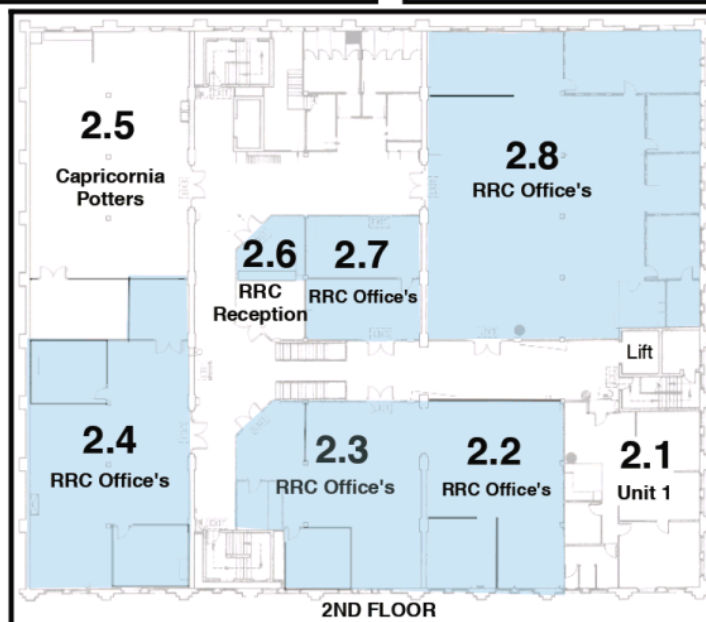 2.5
Capricornia
Potters
2.8
RRC Office's
2.6
RRC
Reception
2.7
RRC Office's
Lift
2.4
RRC Office's
2.3
RRC Office's
2.2
RRC Office's
2.1
Unit 1
2ND FLOOR